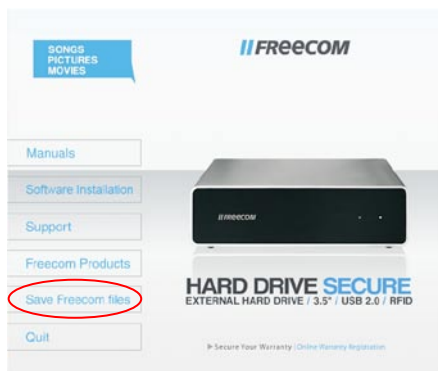 SONGS
PICTURES
MOVIES
FREECOM
Manuals
Software Installation
Support
Freecom Products
Save Freecom files
Quit
FREECOM
HARD DRIVE SECURE
EXTERNAL HARD DRIVE / 3.5" / USB 2.0 / RFID
Secure Your Warranty | Online Warranty Registration